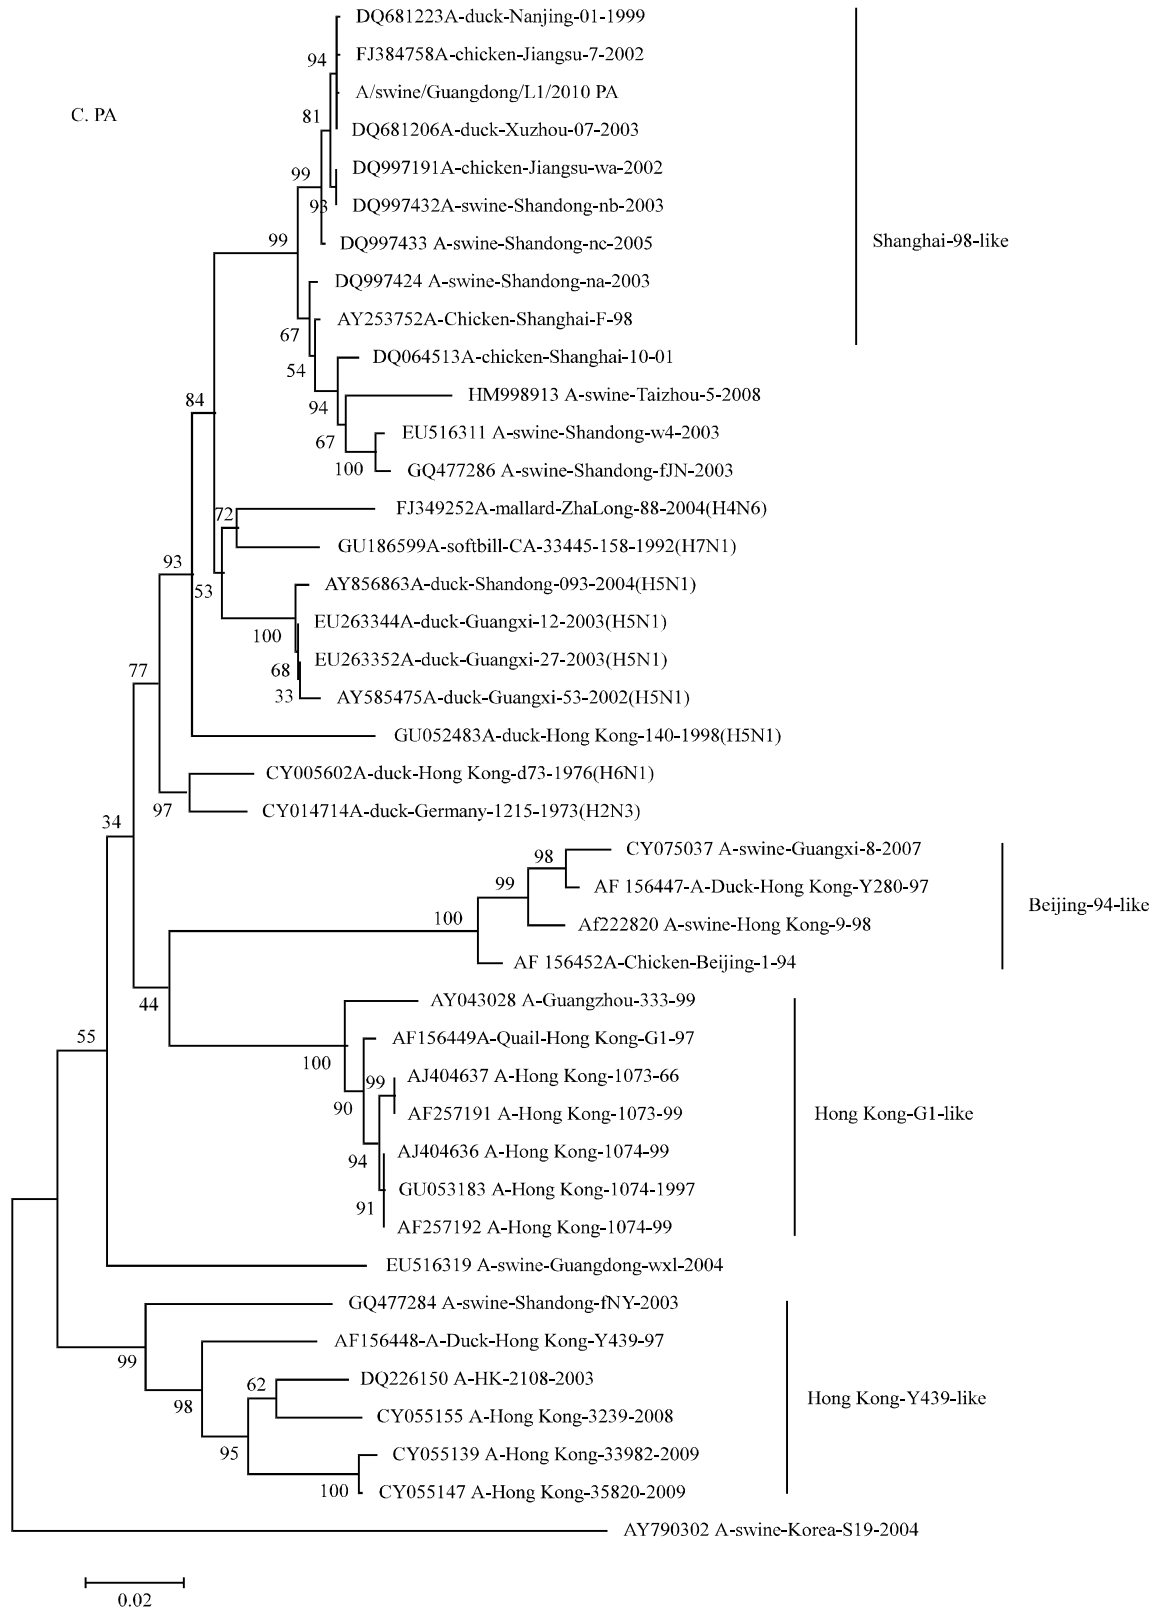 DQ681223A-duck-Nanjing-01-1999
94
FJ384758A-chicken-Jiangsu-7-2002
C. PA
A/swine/Guangdong/L1/2010 PA
81
DQ681206A-duck-Xuzhou-07-2003
99
DQ997191A-chicken-Jiangsu-wa-2002
93
DQ997432A-swine-Shandong-nb-2003
99
DQ997433 A-swine-Shandong-nc-2005
Shanghai-98-like
DQ997424 A-swine-Shandong-na-2003
AY253752A-Chicken-Shanghai-F-98
67
DQ064513A-chicken-Shanghai-10-01
54
HM998913 A-swine-Taizhou-5-2008
84
94
EU516311 A-swine-Shandong-w4-2003
67
100
GQ477286 A-swine-Shandong-fJN-2003
FJ349252A-mallard-ZhaLong-88-2004(H4N6)
72
GU186599A-softbill-CA-33445-158-1992(H7N1)
93
AY856863A-duck-Shandong-093-2004(H5N1)
53
EU263344A-duck-Guangxi-12-2003(H5N1)
100
EU263352A-duck-Guangxi-27-2003(H5N1)
77
68
AY585475A-duck-Guangxi-53-2002(H5N1)
33
GU052483A-duck-Hong Kong-140-1998(H5N1)
CY005602A-duck-Hong Kong-d73-1976(H6N1)
97
CY014714A-duck-Germany-1215-1973(H2N3)
34
CY075037 A-swine-Guangxi-8-2007
98
AF 156447-A-Duck-Hong Kong-Y280-97
99
Beijing-94-like
100
Af222820 A-swine-Hong Kong-9-98
AF 156452A-Chicken-Beijing-1-94
44
AY043028 A-Guangzhou-333-99
55
AF156449A-Quail-Hong Kong-G1-97
100
AJ404637 A-Hong Kong-1073-66
99
90
AF257191 A-Hong Kong-1073-99
Hong Kong-G1-like
AJ404636 A-Hong Kong-1074-99
94
GU053183 A-Hong Kong-1074-1997
91
AF257192 A-Hong Kong-1074-99
EU516319 A-swine-Guangdong-wxl-2004
GQ477284 A-swine-Shandong-fNY-2003
AF156448-A-Duck-Hong Kong-Y439-97
99
DQ226150 A-HK-2108-2003
62
Hong Kong-Y439-like
98
CY055155 A-Hong Kong-3239-2008
95
CY055139 A-Hong Kong-33982-2009
100
CY055147 A-Hong Kong-35820-2009
AY790302 A-swine-Korea-S19-2004
0.02